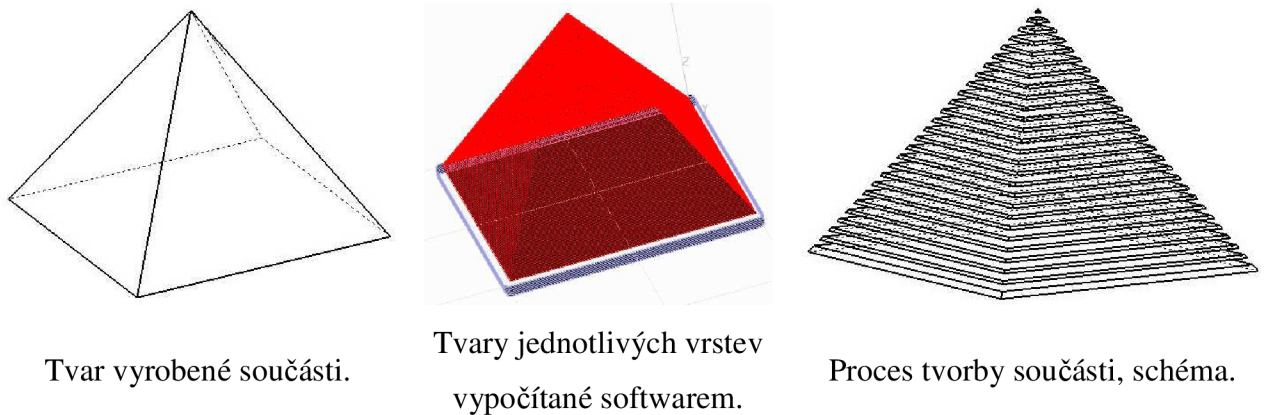 Z
Y
Tvar vyrobené součásti.
Tvary jednotlivých vrstev
vypočítané softwarem.
Proces tvorby součásti, schéma.